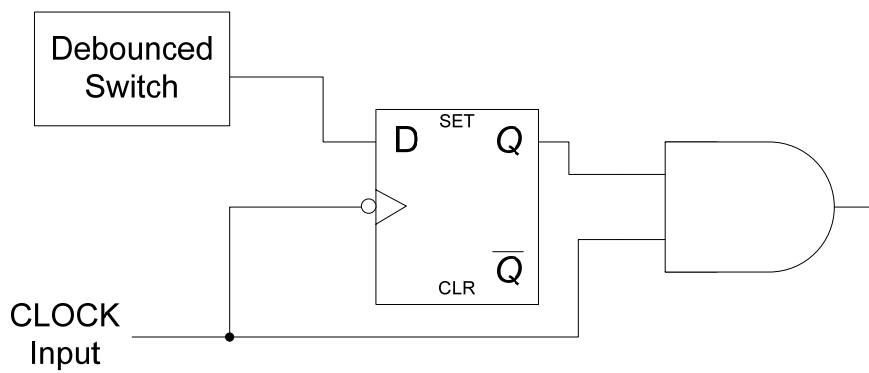 Debounced
Switch
SET
D
Q
Q̅
CLR
CLOCK
Input